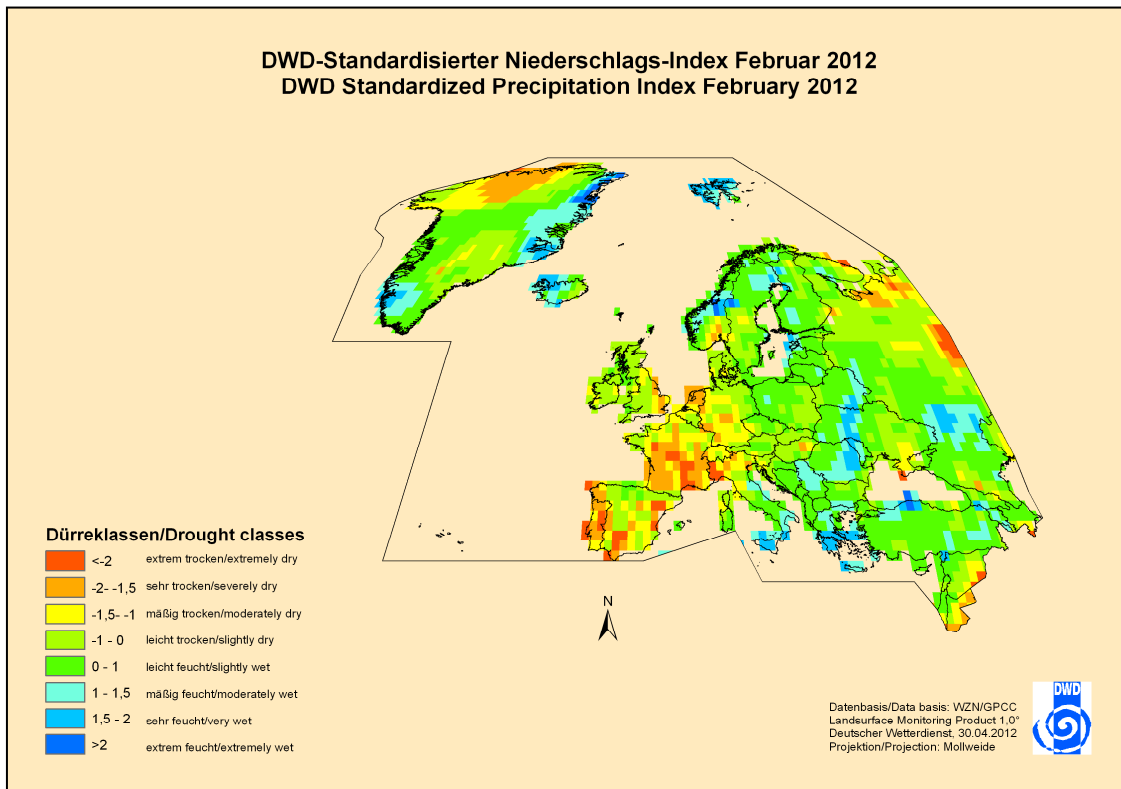 DWD-Standardisierter Niederschlags-Index Februar 2012
DWD Standardized Precipitation Index February 2012
Dürreklassen/Drought classes
<-2 extrem trocken/extremely dry
-2- -1,5 sehr trocken/severely dry
-1,5- -1 mäßig trocken/moderately dry
-1 - 0 leicht trocken/slightly dry
0 - 1 leicht feucht/slightly wet
1 - 1,5 mäßig feucht/moderately wet
1,5 - 2 sehr feucht/very wet
>2 extrem feucht/extremely wet
N
Datenbasis/Data basis: WZN/GPCC
Landsurface Monitoring Product 1,0°
Deutscher Wetterdienst, 30.04.2012
Projektion/Projection: Mollweide
DWD